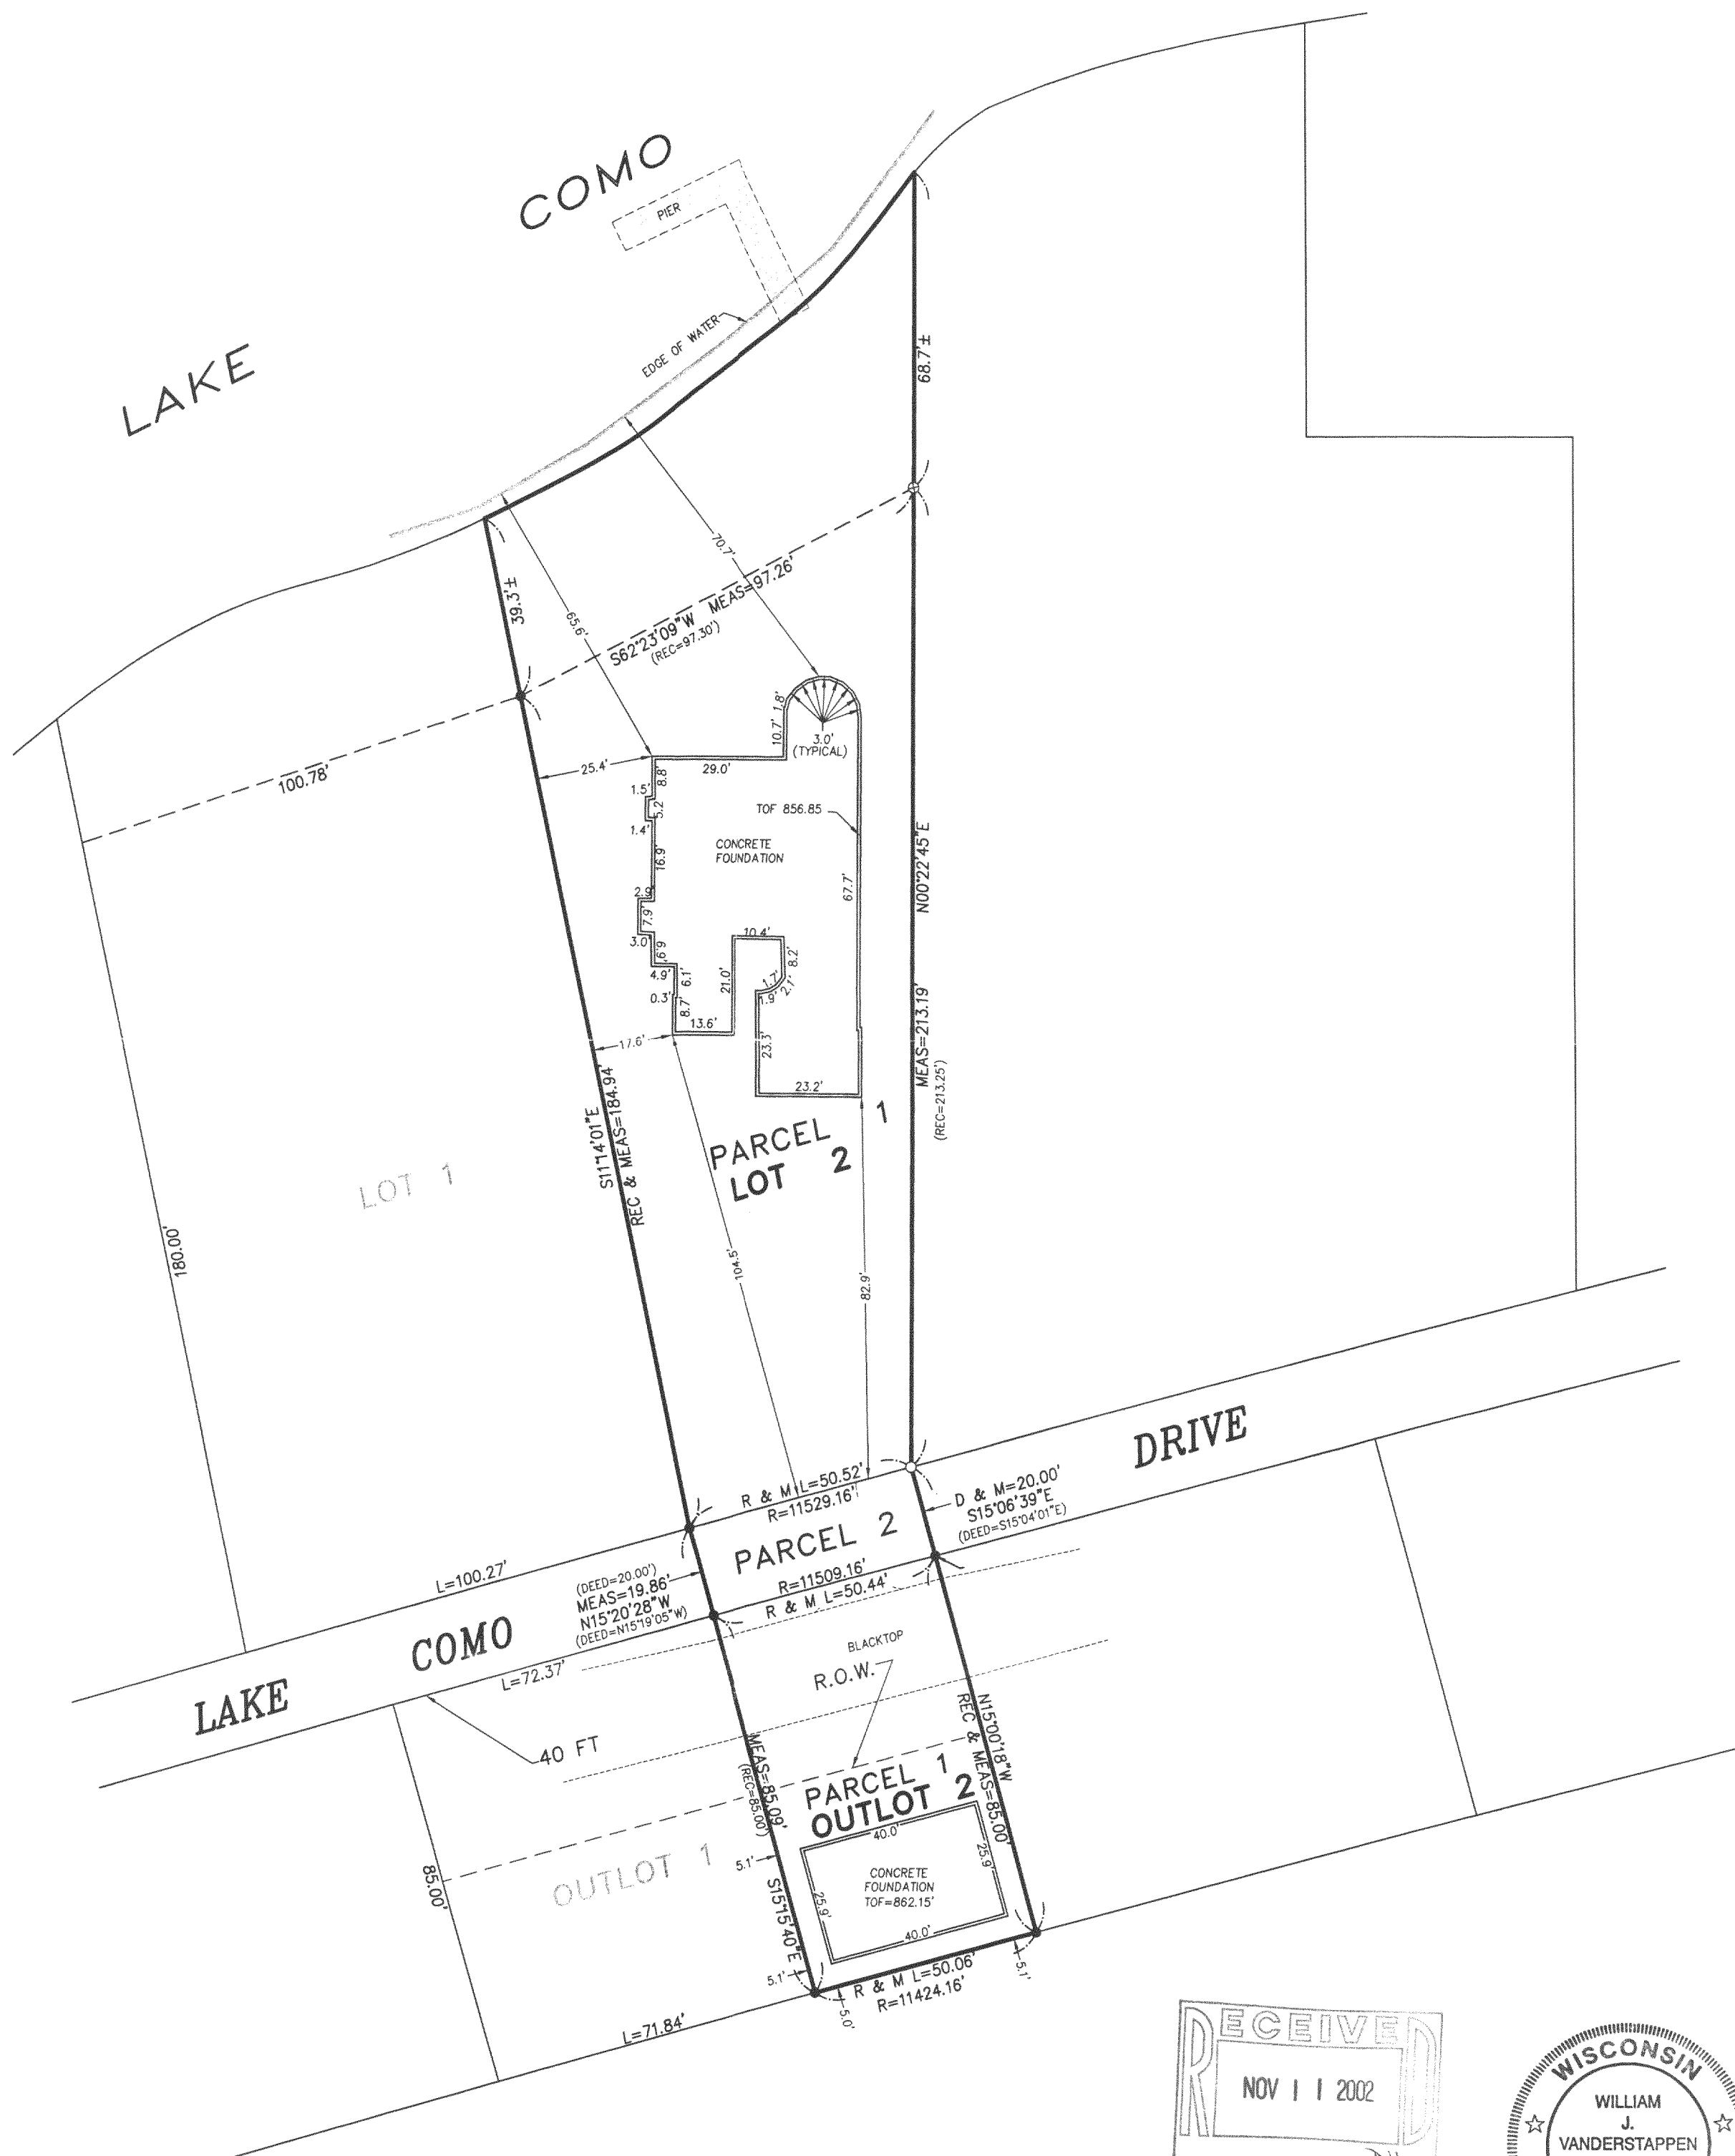 COMO
LAKE
PIER
EDGE OF WATER
68.7'±
70.7'
39.3'±
65.6'
S62°23'09"W MEAS=97.26'
(REC=97.30')
100.78'
25.4'
29.0'
10.7'
1.8'
3.0'
(TYPICAL)
8.8'
1.5'
5.2
1.4'
TOF 856.85
CONCRETE
FOUNDATION
16.9'
67.7'
N00°22'45"E
MEAS=213.19'
(REC=213.25')
2.9'
7.9'
3.0'
6.9
4.9'
6.1'
0.3'
8.7'
13.6'
17.6'
10.4'
21.0'
8.2'
1.7'
2.1'
1.9'
23.3'
23.2'
S11°14'01"E
REC & MEAS=184.94'
PARCEL 1
LOT 2
LOT 1
180.00'
104.5'
82.9'
DRIVE
R & M L=50.52'
R=11529.16'
D & M=20.00'
S15°06'39"E
(DEED=S15°04'01"E)
PARCEL 2
L=100.27'
(DEED=20.00')
MEAS=19.86'
N15°20'28"W
(DEED=N15°19'05"W)
R=11509.16'
R & M L=50.44'
COMO
LAKE
L=72.37'
40 FT
BLACKTOP
R.O.W.
N15°00'18"W
REC & MEAS=85.00'
MEAS=85.09'
(REC=85.00')
S15°15'40"E
PARCEL 1
OUTLOT 2
OUTLOT 1
85.00'
40.0'
25.9'
CONCRETE
FOUNDATION
TOF=862.15'
25.9'
40.0'
5.1'
5.1'
5.0'
5.1'
R & M L=50.06'
R=11424.16'
L=71.84'
RECEIVED
NOV 11 2002
WISCONSIN
WILLIAM
J.
VANDERSTAPPEN